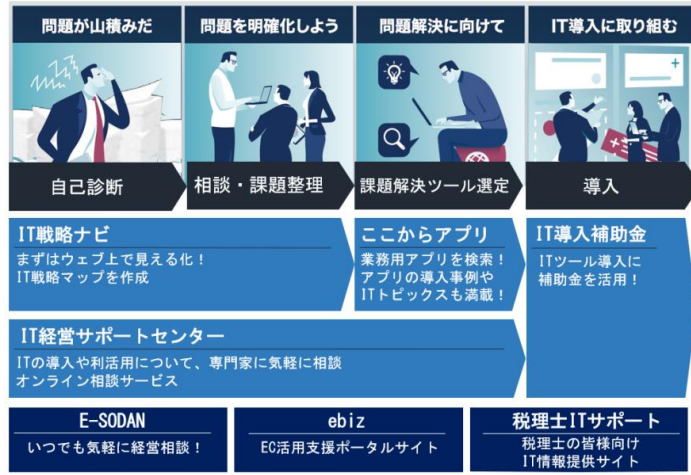 問題が山積みだ
問題を明確化しよう
問題解決に向けて
IT導入に取り組む
自己診断
相談・課題整理
課題解決ツール選定
導入
IT戦略ナビ
まずはウェブ上で見える化!
IT戦略マップを作成
ここからアプリ
業務用アプリを検索!
アプリの導入事例や
ITトピックスも満載!
IT導入補助金
ITツール導入に
補助金を活用!
IT経営サポートセンター
ITの導入や利活用について、専門家に気軽に相談
オンライン相談サービス
E-SODAN
いつでも気軽に経営相談!
ebiz
EC活用支援ポータルサイト
税理士ITサポート
税理士の皆様向け
IT情報提供サイト